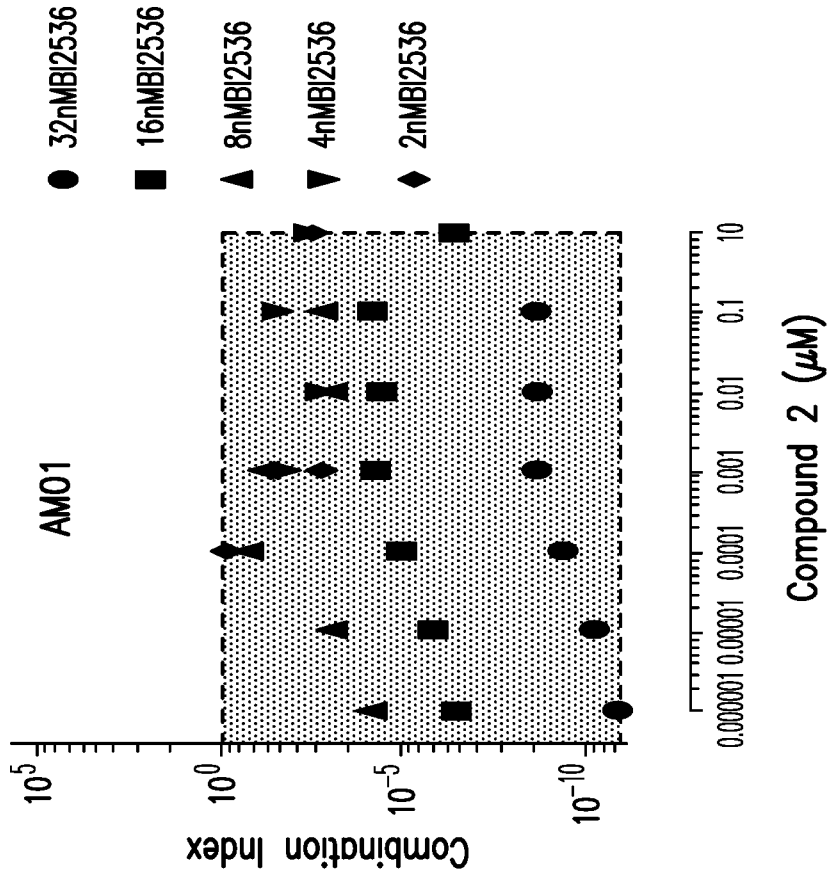 AMO1
32nMBI2536
16nMBI2536
8nMBI2536
4nMBI2536
2nMBI2536
Combination Index
10^5
10^0
10^-5
10^-10
0.000001 0.00001 0.0001 0.001 0.01 0.1 10
Compound 2 (μM)